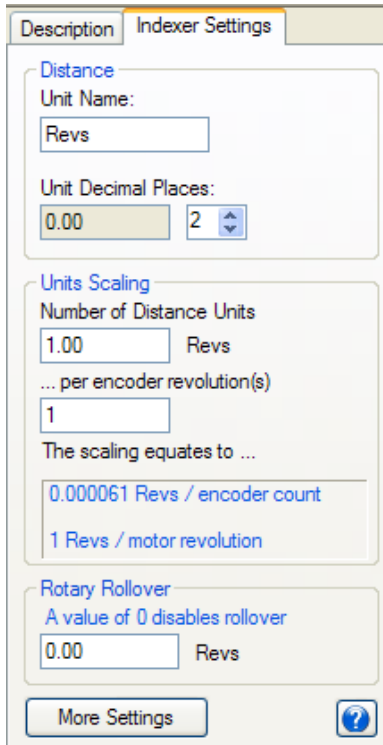 Description Indexer Settings
Distance
Unit Name:
Revs
Unit Decimal Places:
0.00 2
Units Scaling
Number of Distance Units
1.00 Revs
... per encoder revolution(s)
1
The scaling equates to ...
0.000061 Revs / encoder count
1 Revs / motor revolution
Rotary Rollover
A value of 0 disables rollover
0.00 Revs
More Settings ?